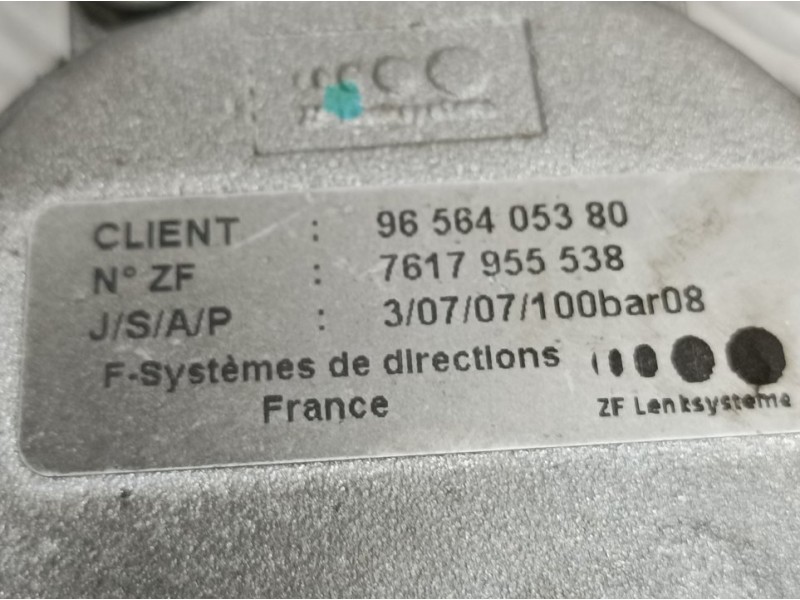 CLIENT : 96 564 053 80
N° ZF : 7617 955 538
J/S/A/P : 3/07/07/100bar08
F-Systèmes de directions
France
ZF Lenksysteme